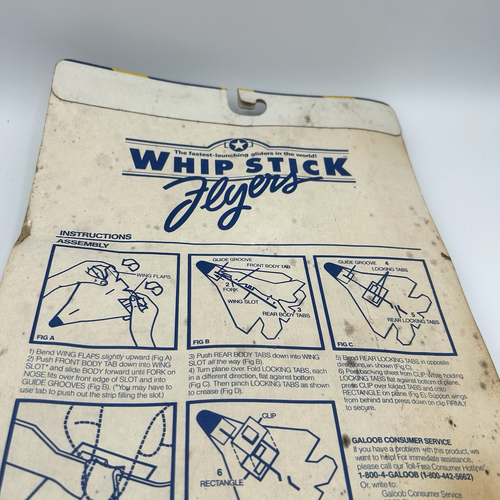 The fastest-launching gliders in the world!
WHIP STICK
Flyers
INSTRUCTIONS
ASSEMBLY
WING FLAPS
FIG A
GUIDE GROOVE
FRONT BODY TAB
2 1
FORK
WING SLOT
3
REAR BODY TABS
FIG B
GUIDE GROOVE 4
LOCKING TABS
5
REAR LOCKING TABS
FIG C
1) Bend WING FLAPS slightly upward (Fig A)
2) Push FRONT BODY TAB down into WING
SLOT* and slide BODY forward until FORK on
NOSE fits over front edge of SLOT and into
GUIDE GROOVES (Fig B). (*You may have to
use tab to push out the strip filling the slot.)
3) Push REAR BODY TABS down into WING
SLOT all the way (Fig B).
4) Turn plane over. Fold LOCKING TABS, each
in a different direction, flat against bottom
(Fig C). Then pinch LOCKING TABS as shown
to crease (Fig D).
5) Bend REAR LOCKING TABS in opposite
as shown (Fig C).
6) backing sheet from CLIP. While holding
LOCKING TABS flat against bottom of plane,
press CLIP over folded TABS and onto
RECTANGLE on plane (Fig E). Support wings
from behind and press down on clip FIRMLY
to secure.
CLIP
6
RECTANGLE
GALOOB CONSUMER SERVICE
If you have a problem with this product, we
want to help! For immediate assistance,
please call our Toll-Free Consumer Hotline
1-800-4-GALOOB (1-800-442-5662)
Or, write to:
Galoob Consumer Service